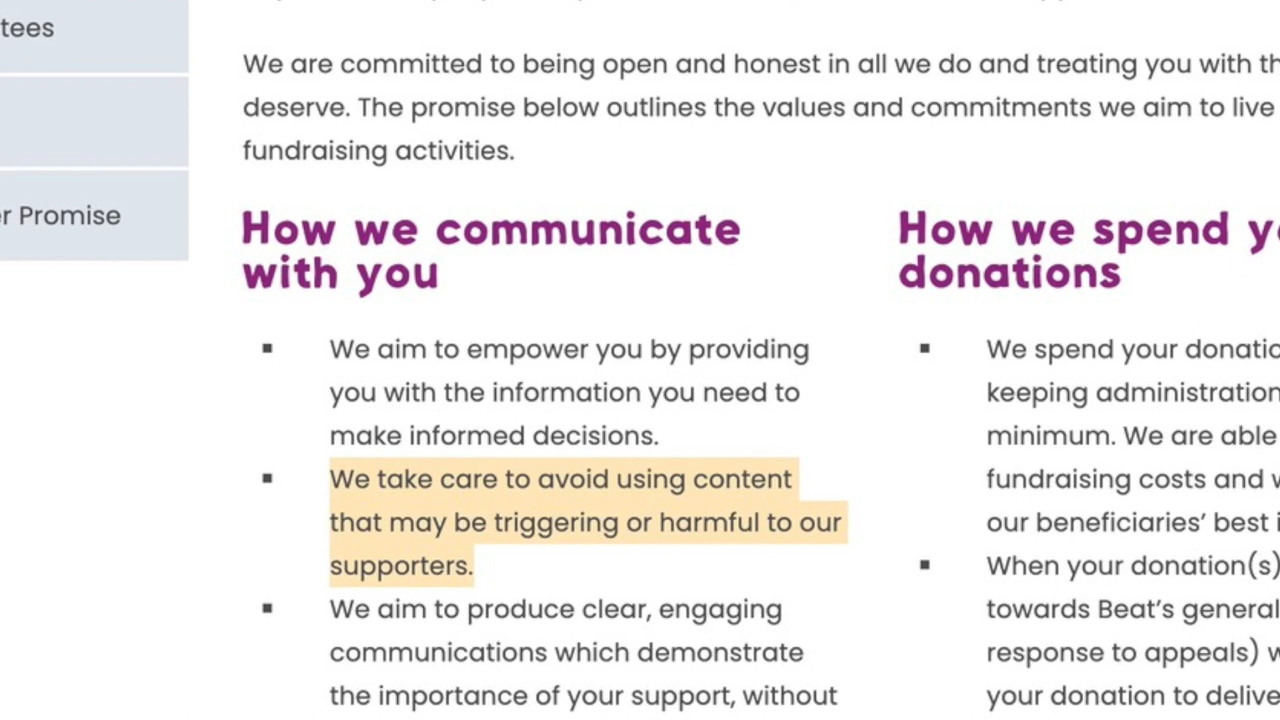 tees
er Promise
We are committed to being open and honest in all we do and treating you with th
deserve. The promise below outlines the values and commitments we aim to live
fundraising activities.
How we communicate
with you
We aim to empower you by providing
you with the information you need to
make informed decisions.
We take care to avoid using content
that may be triggering or harmful to our
supporters.
We aim to produce clear, engaging
communications which demonstrate
the importance of your support, without
How we spend y
donations
We spend your donatio
keeping administration
minimum. We are able
fundraising costs and w
our beneficiaries’ best i
When your donation(s)
towards Beat’s general
response to appeals) w
your donation to delive